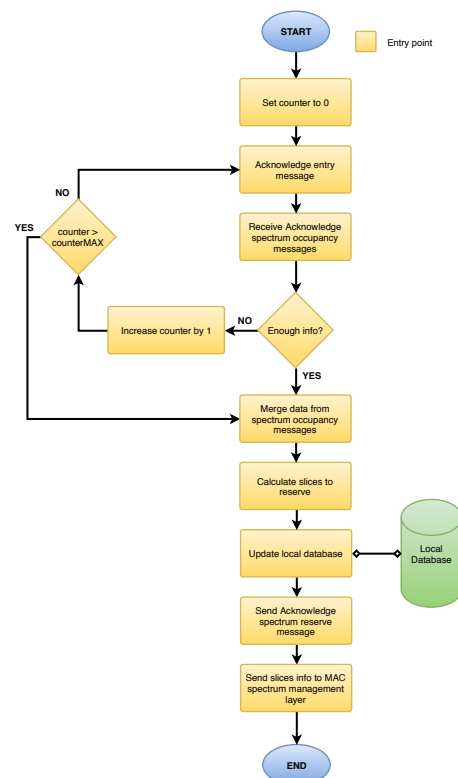 START
Entry point
Set counter to 0
Acknowledge entry
message
NO
YES
counter >
counterMAX
Receive Acknowledge
spectrum occupancy
messages
Increase counter by 1
NO
Enough info?
YES
Merge data from
spectrum occupancy
messages
Calculate slices to
reserve
Update local database
Local
Database
Send Acknowledge
spectrum reserve
message
Send slices info to MAC
spectrum management
layer
END